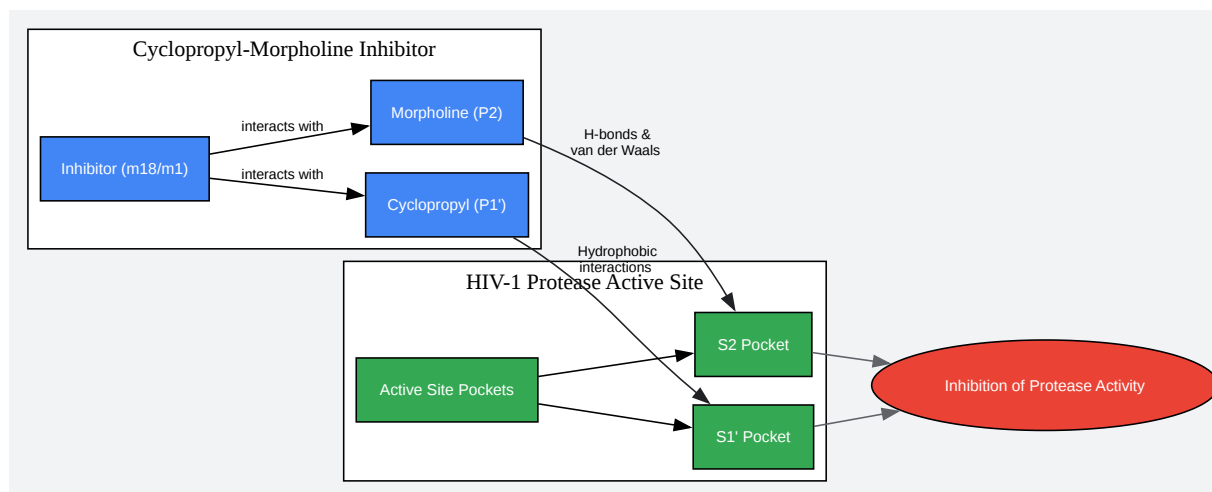 Cyclopropyl-Morpholine Inhibitor
Inhibitor (m18/m1)
interacts with
interacts with
Morpholine (P2)
Cyclopropyl (P1')
H-bonds &
van der Waals
Hydrophobic
interactions
HIV-1 Protease Active Site
Active Site Pockets
S2 Pocket
S1' Pocket
Inhibition of Protease Activity